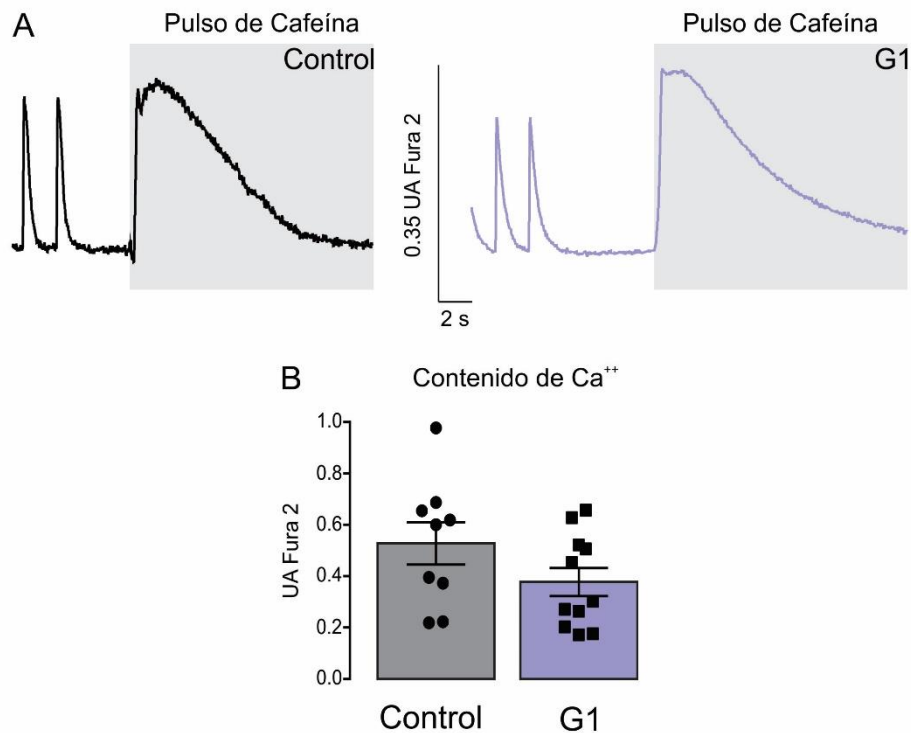 A
Pulso de Cafeína
Control
Pulso de Cafeína
G1
0.35 UA Fura 2
2 s
B
Contenido de Ca⁺⁺
UA Fura 2
1.0
0.8
0.6
0.4
0.2
0.0
Control
G1